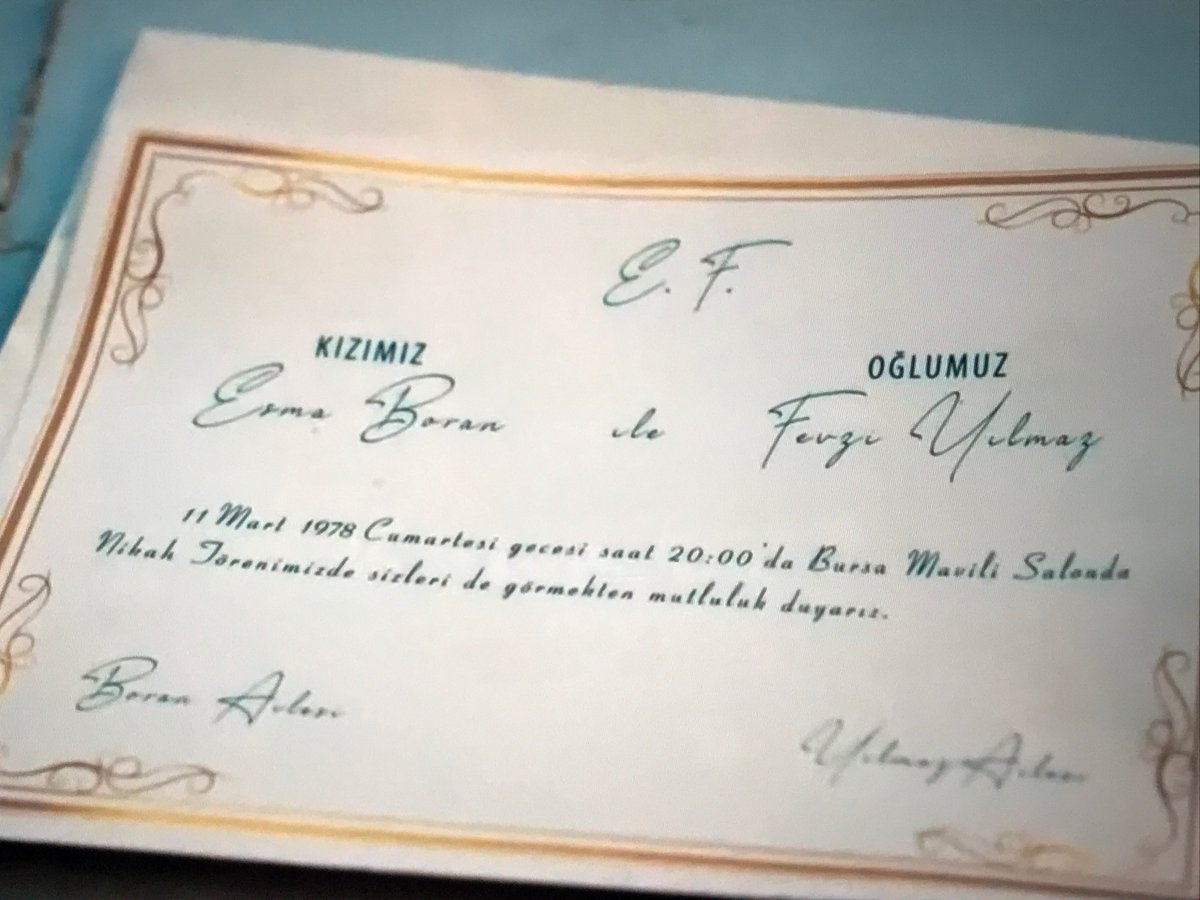 E. F.
KIZIMIZ OĞLUMUZ
Esma Boran ile Fevzi Yılmaz
11 Mart 1978 Cumartesi gecesi saat 20:00'da Bursa Mavili Salonda
Nikah Törenimizde sizleri de görmekten mutluluk duyarız.
Boran Ailesi
Yılmaz Ailesi